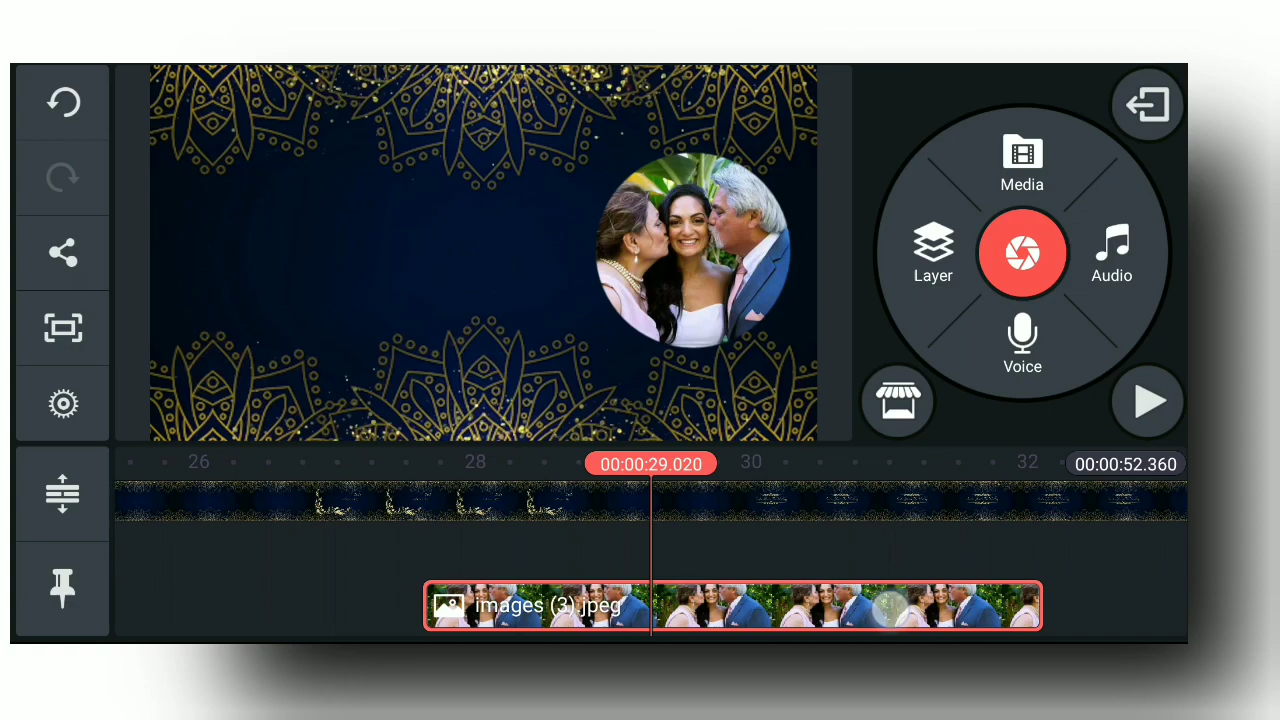 Media
Layer
Audio
Voice
26
28
00:00:29.020
30
32
00:00:52.360
images (3).jpeg